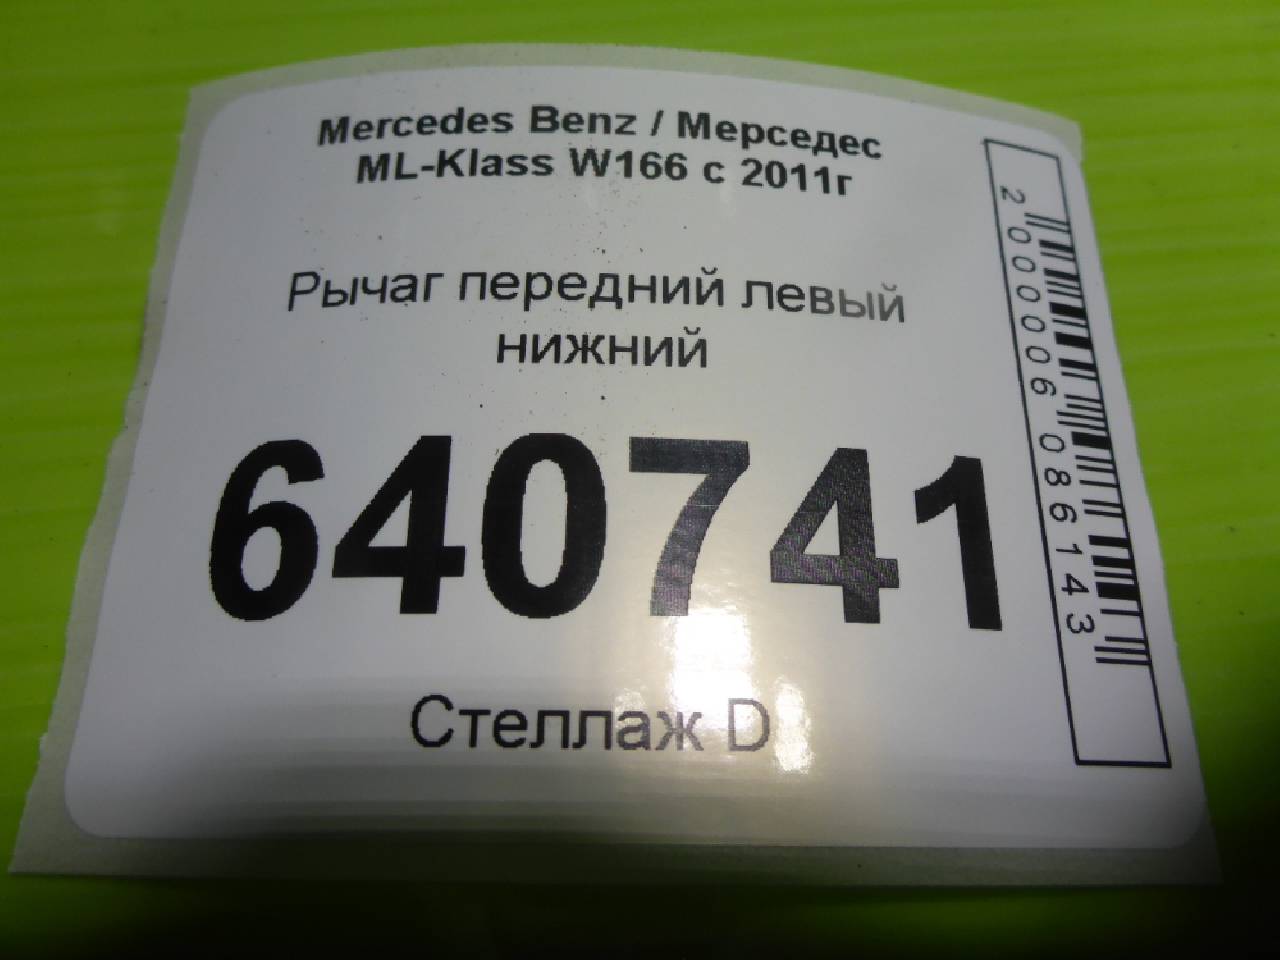 Mercedes Benz / Мерседес
ML-Klass W166 с 2011г
Рычаг передний левый
нижний
640741
Стеллаж D
2000006086143